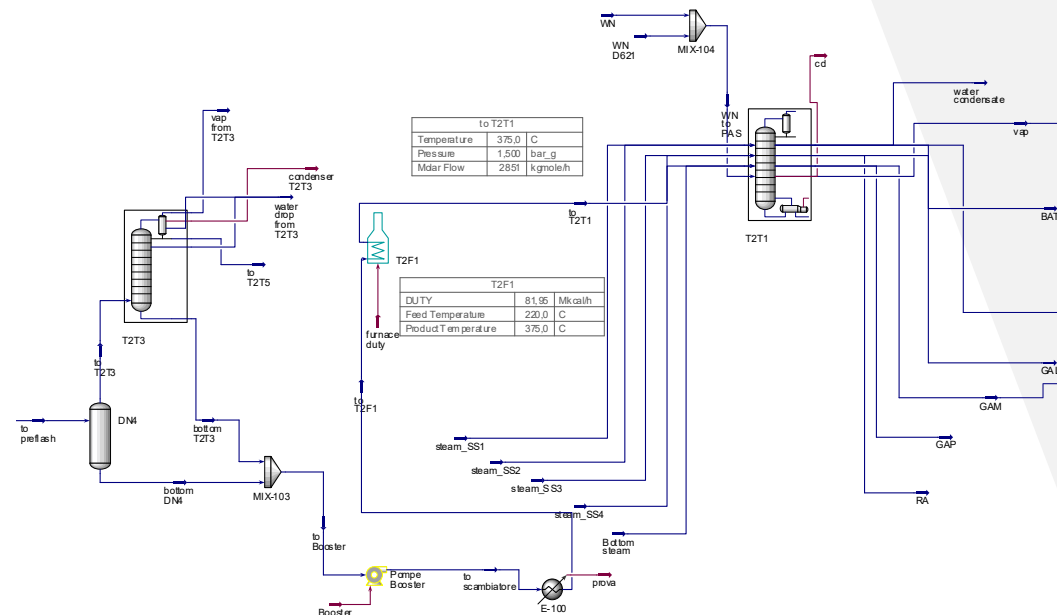 WN
WN
D621
MIX-104
cd
water
condensate
vap
WN
to
PAS
T2T1
BAT
GAL
GAM
GAP
RA
to T2T1
Temperature 375,0 C
Pressure 1,500 bar_g
Molar Flow 2851 kgmole/h
vap
from
T2T3
condenser
T2T3
water
drop
from
T2T3
to
T2T5
T2T3
to
T2T3
to
T2T1
T2F1
T2F1
DUTY 81,95 Mkcal/h
Feed Temperature 220,0 C
Product Temperature 375,0 C
furnace
duty
to
T2F1
to
preflash
DN4
bottom
T2T3
bottom
DN4
MIX-103
steam_SS1
steam_SS2
steam_SS3
steam_SS4
Bottom
steam
to
Booster
Pompe
Booster
Booster
to
scambiatore
E-100
prova